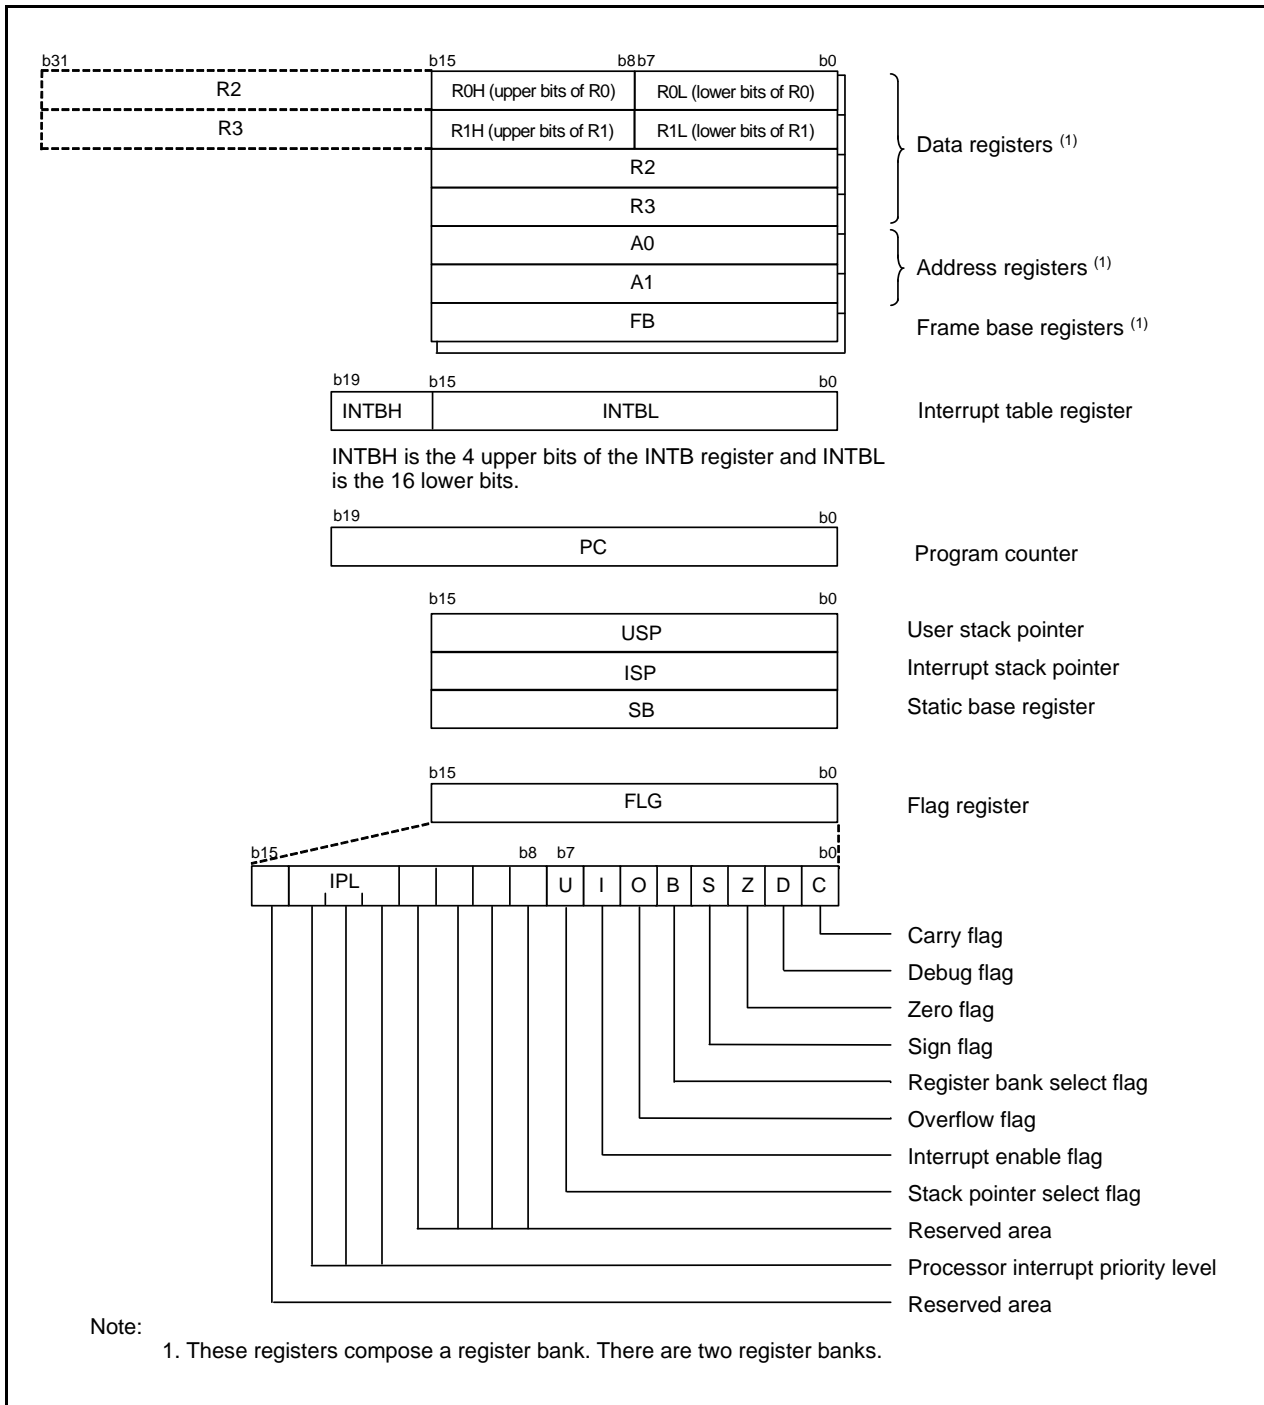 b31 b15 b8 b7 b0
R2 R0H (upper bits of R0) R0L (lower bits of R0)
R3 R1H (upper bits of R1) R1L (lower bits of R1)
Data registers (1)
R2
R3
A0
Address registers (1)
A1
FB
Frame base registers (1)
b19 b15 b0
INTBH INTBL Interrupt table register
INTBH is the 4 upper bits of the INTB register and INTBL
is the 16 lower bits.
b19 b0
PC Program counter
b15 b0
USP User stack pointer
ISP Interrupt stack pointer
SB Static base register
b15 b0
FLG Flag register
b15 b8 b7 b0
IPL U I O B S Z D C
Carry flag
Debug flag
Zero flag
Sign flag
Register bank select flag
Overflow flag
Interrupt enable flag
Stack pointer select flag
Reserved area
Processor interrupt priority level
Reserved area
Note:
1. These registers compose a register bank. There are two register banks.